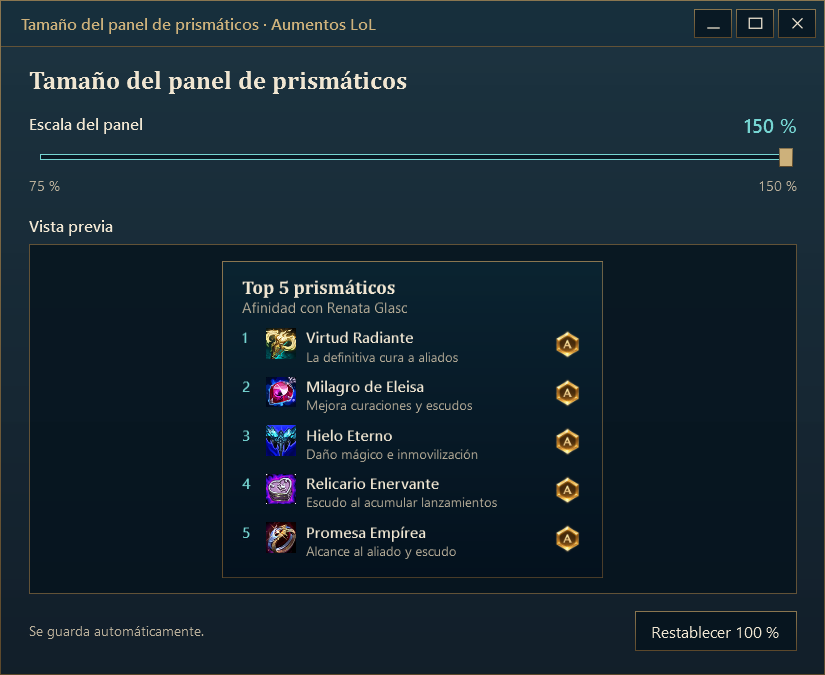 Tamaño del panel de prismáticos · Aumentos LoL
Tamaño del panel de prismáticos
Escala del panel
150 %
75 %
150 %
Vista previa
Top 5 prismáticos
Afinidad con Renata Glasc
1
Virtud Radiante
La definitiva cura a aliados
A
2
Milagro de Eleisa
Mejora curaciones y escudos
A
3
Hielo Eterno
Daño mágico e inmovilización
A
4
Relicario Enervante
Escudo al acumular lanzamientos
A
5
Promesa Empírea
Alcance al aliado y escudo
A
Se guarda automáticamente.
Restablecer 100 %